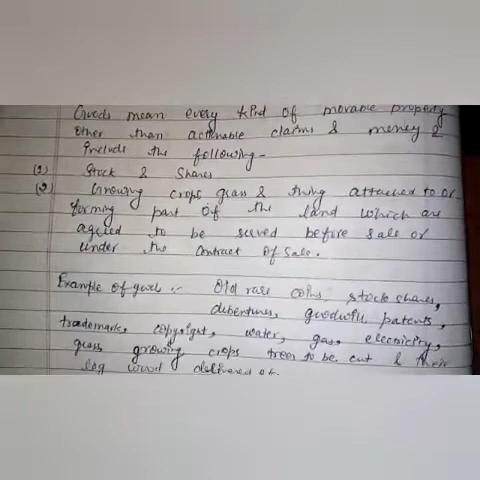 Goods mean every kind of movable property
other than actionable claims & money &
Include the following -
(1) Stock & Shares
(2) Growing crops grass & thing attached to or
forming part of the land which are
agreed to be served before sale or
under the contract of sale.
Example of good :- Old rare coins, stock shares,
debentures, goodwill, patents,
trademark, copyright, water, gas, electricity,
grass, growing crops trees to be cut & their
log wood delivered